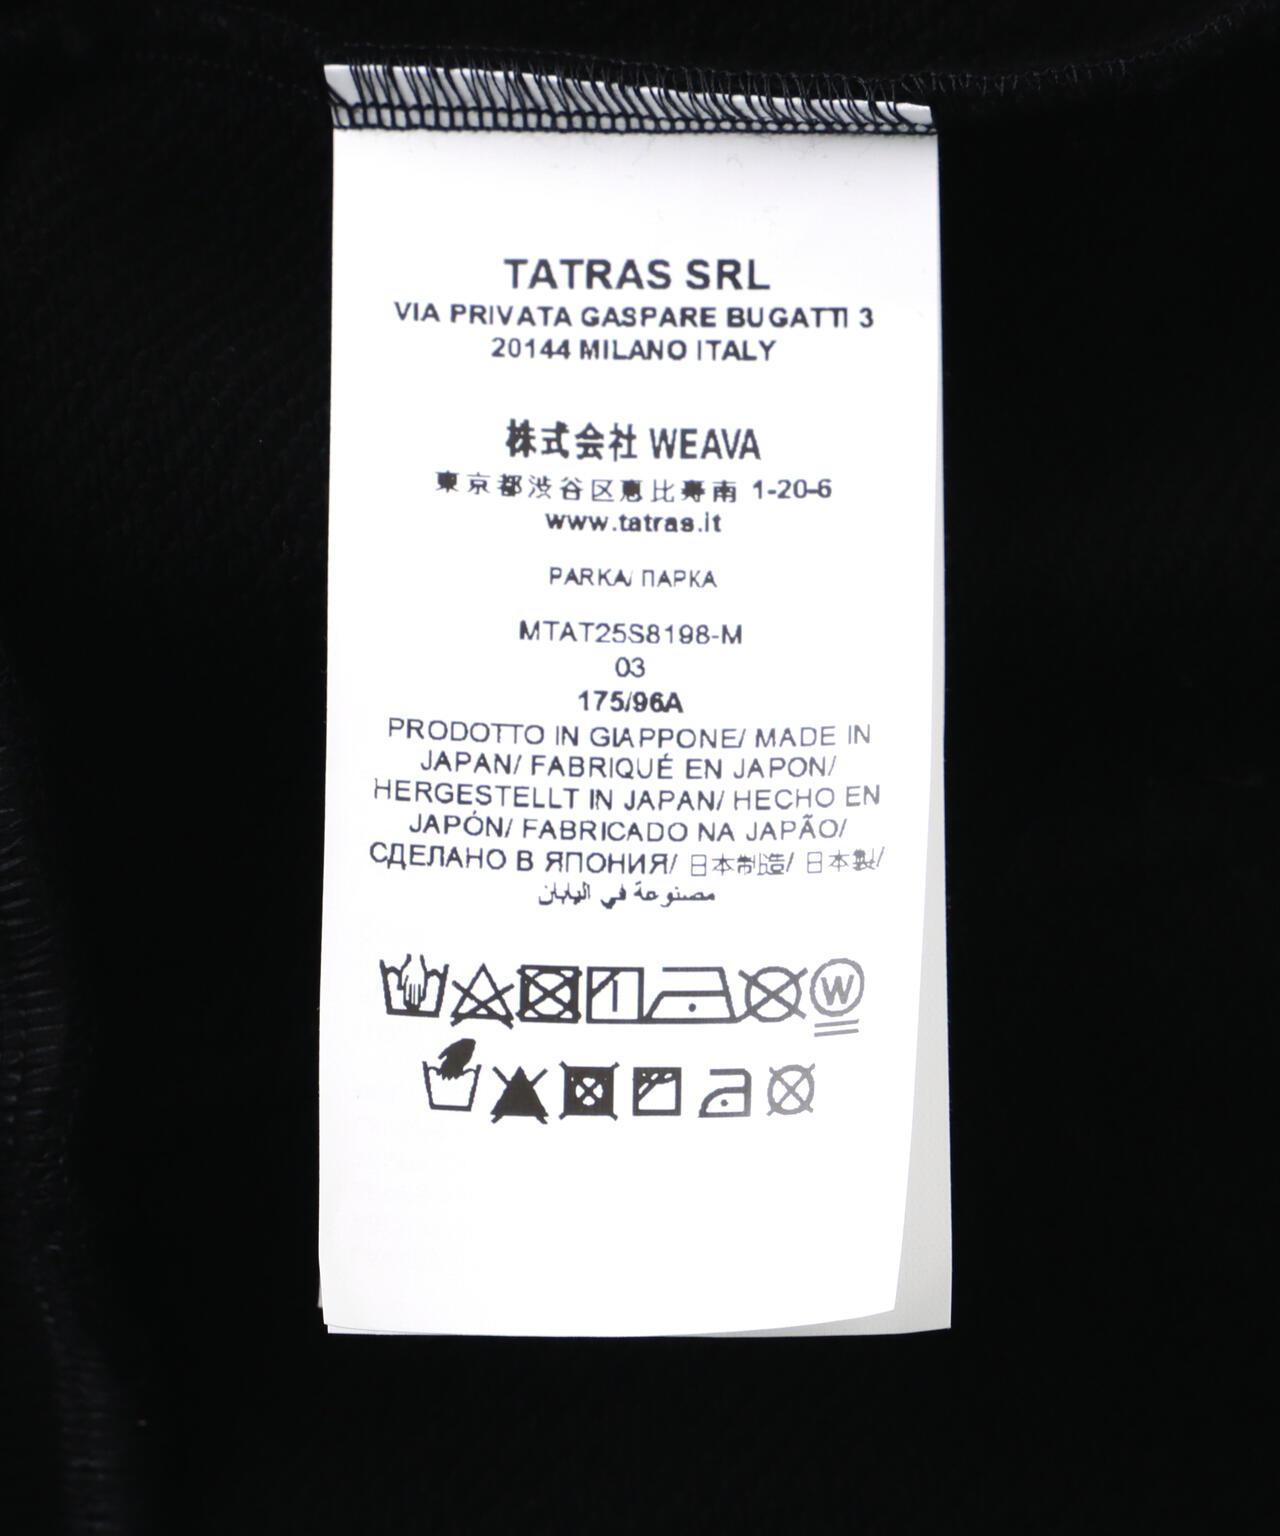 TATRAS SRL
VIA PRIVATA GASPARE BUGATTI 3
20144 MILANO ITALY
株式会社 WEAVA
東京都渋谷区恵比寿南 1-20-6
www.tatras.it
PARKA/ ПАРКА
MTAT25S8198-M
03
175/96A
PRODOTTO IN GIAPPONE/ MADE IN
JAPAN/ FABRIQUÉ EN JAPON/
HERGESTELLT IN JAPAN/ HECHO EN
JAPÓN/ FABRICADO NA JAPÃO/
СДЕЛАНО В ЯПОНИЯ/ 日本制造/ 日本製/
مصنوعة في اليابان
W